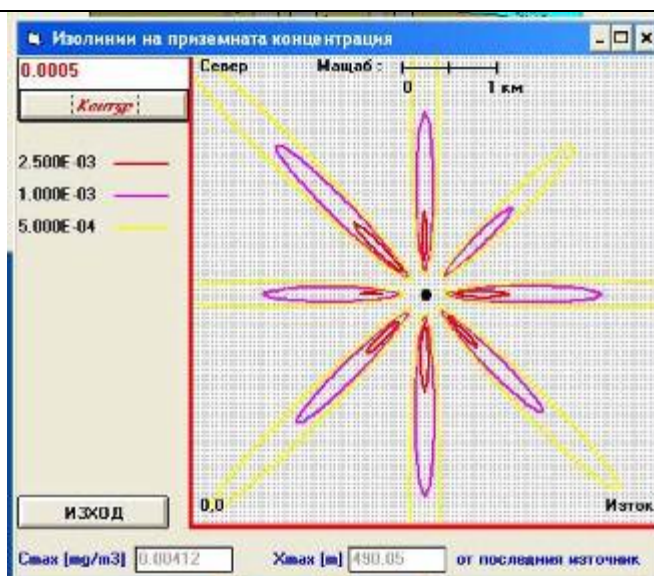 Изолинии на приземната концентрация
0.0005
Север
Мащаб :
0
1 км
Контур
2.500E-03
1.000E-03
5.000E-04
0,0
Изток
ИЗХОД
Cmax [mg/m3] 0.00412 Xmax [m] 490.05 от последния източник